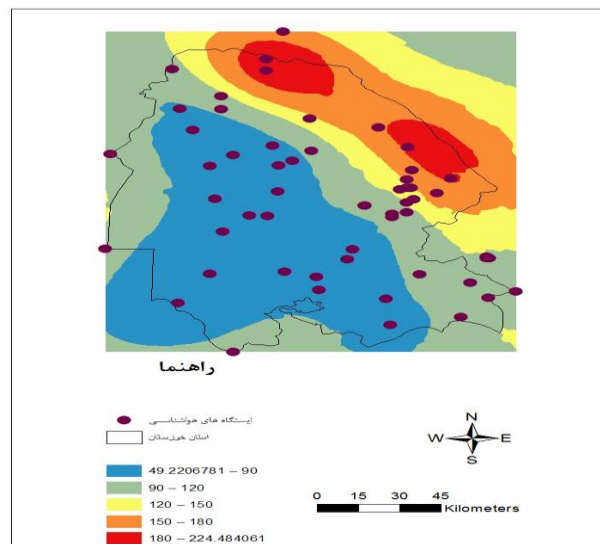 راهنما
ایستگاه های هواشناسی
استان خوزستان
49.2206781 – 90
90 – 120
120 – 150
150 – 180
180 – 224.484061
N
W E
S
0 15 30 45
Kilometers